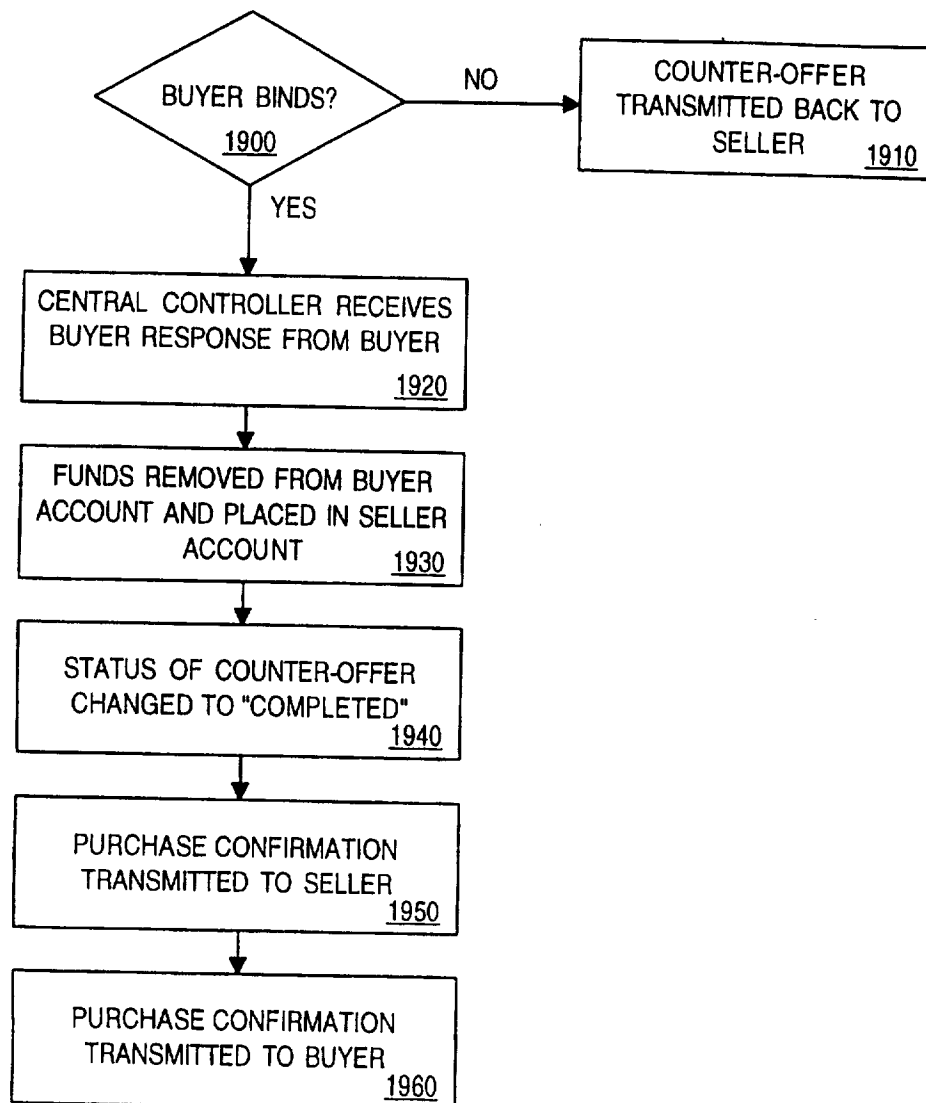 BUYER BINDS?
1900
NO
COUNTER-OFFER
TRANSMITTED BACK TO
SELLER
1910
YES
CENTRAL CONTROLLER RECEIVES
BUYER RESPONSE FROM BUYER
1920
FUNDS REMOVED FROM BUYER
ACCOUNT AND PLACED IN SELLER
ACCOUNT
1930
STATUS OF COUNTER-OFFER
CHANGED TO "COMPLETED"
1940
PURCHASE CONFIRMATION
TRANSMITTED TO SELLER
1950
PURCHASE CONFIRMATION
TRANSMITTED TO BUYER
1960